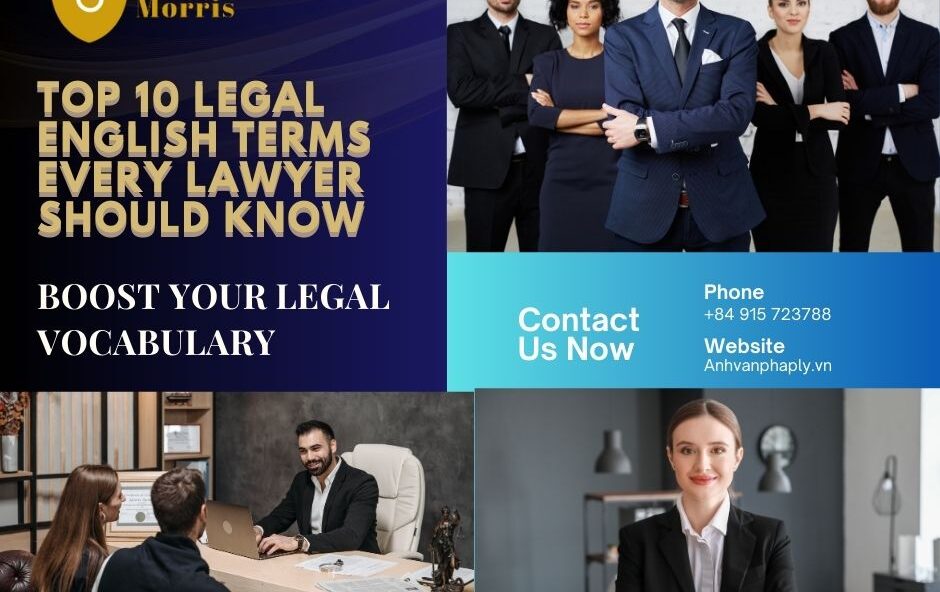 Morris
TOP 10 LEGAL
ENGLISH TERMS
EVERY LAWYER
SHOULD KNOW
BOOST YOUR LEGAL
VOCABULARY
Contact
Us Now
Phone
+84 915 723788
Website
Anhvanphaply.vn